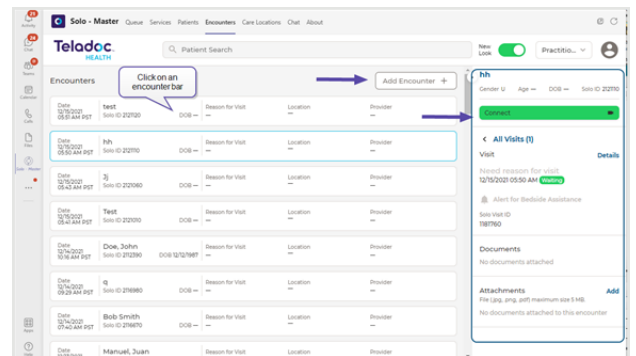 25
Activity
Solo - Master Queue Services Patients Encounters Care Locations Chat About
Chat
Teams
Calendar
Calls
Files
Solo - Master
Apps
Help
Teladoc.
HEALTH
Patient Search
New Look
Practitio...
Encounters
Click on an
encounter bar
Add Encounter +
Date
12/15/2021
05:51 AM PST
test
Solo ID 2121120
DOB —
Reason for Visit
—
Location
—
Provider
—
Date
12/15/2021
05:50 AM PST
hh
Solo ID 2121110
DOB —
Reason for Visit
—
Location
—
Provider
—
Date
12/15/2021
05:43 AM PST
3j
Solo ID 2121080
DOB —
Reason for Visit
—
Location
—
Provider
—
Date
12/15/2021
05:41 AM PST
Test
Solo ID 2121010
DOB —
Reason for Visit
—
Location
—
Provider
—
Date
12/14/2021
10:16 AM PST
Doe, John
Solo ID 2112390
DOB 12/12/1987
Reason for Visit
—
Location
—
Provider
—
Date
12/14/2021
09:29 AM PST
q
Solo ID 2116980
DOB —
Reason for Visit
—
Location
—
Provider
—
Date
12/14/2021
07:40 AM PST
Bob Smith
Solo ID 2116670
DOB —
Reason for Visit
—
Location
—
Provider
—
Date
Manuel, Juan
Reason for Visit
Location
Provider
hh
Gender U Age — DOB — Solo ID 2121110
Connect
< All Visits (1)
Visit Details
Need reason for visit
12/15/2021 05:50 AM Waiting
Alert for Bedside Assistance
Solo Visit ID
1181760
Documents
No documents attached
Attachments Add
File (.jpg, .png, .pdf) maximum size 5 MB.
No documents attached to this encounter